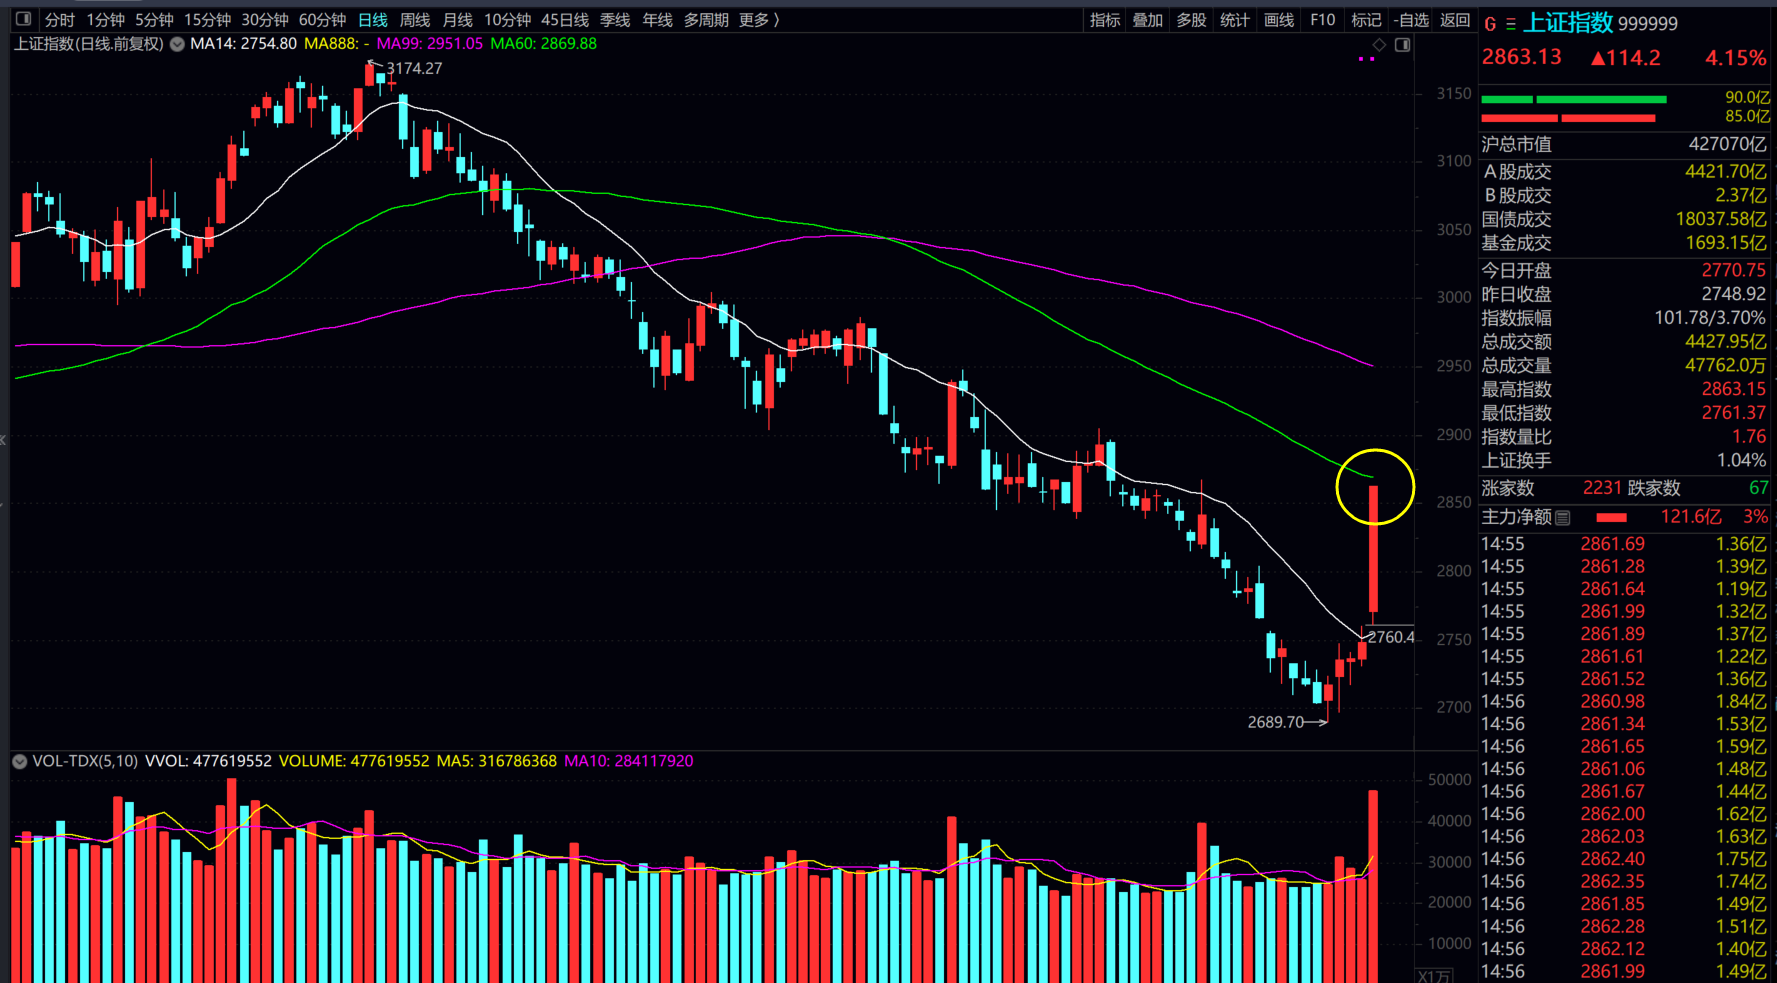 分时 1分钟 5分钟 15分钟 30分钟 60分钟 日线 周线 月线 10分钟 45日线 季线 年线 多周期 更多 〉
指标 叠加 多股 统计 画线 F10 标记 -自选 返回
上证指数(日线.前复权) MA14: 2754.80 MA888: - MA99: 2951.05 MA60: 2869.88
3174.27
3150
3100
3050
3000
2950
2900
2850
2800
2750
2700
2760.4
2689.70
VOL-TDX(5,10) VVOL: 477619552 VOLUME: 477619552 MA5: 316786368 MA10: 284117920
50000
40000
30000
20000
10000
X1万
G 上证指数 999999
2863.13 ▲114.2 4.15%
90.0亿
85.0亿
沪总市值 427070亿
A股成交 4421.70亿
B股成交 2.37亿
国债成交 18037.58亿
基金成交 1693.15亿
今日开盘 2770.75
昨日收盘 2748.92
指数振幅 101.78/3.70%
总成交额 4427.95亿
总成交量 47762.0万
最高指数 2863.15
最低指数 2761.37
指数量比 1.76
上证换手 1.04%
涨家数 2231 跌家数 67
主力净额 121.6亿 3%
14:55 2861.69 1.36亿
14:55 2861.28 1.39亿
14:55 2861.64 1.19亿
14:55 2861.99 1.32亿
14:55 2861.89 1.37亿
14:55 2861.61 1.22亿
14:55 2861.52 1.36亿
14:56 2860.98 1.84亿
14:56 2861.34 1.53亿
14:56 2861.65 1.59亿
14:56 2861.06 1.48亿
14:56 2861.67 1.44亿
14:56 2862.00 1.62亿
14:56 2862.03 1.63亿
14:56 2862.40 1.75亿
14:56 2862.35 1.74亿
14:56 2861.85 1.49亿
14:56 2862.28 1.51亿
14:56 2862.12 1.40亿
14:56 2861.99 1.49亿